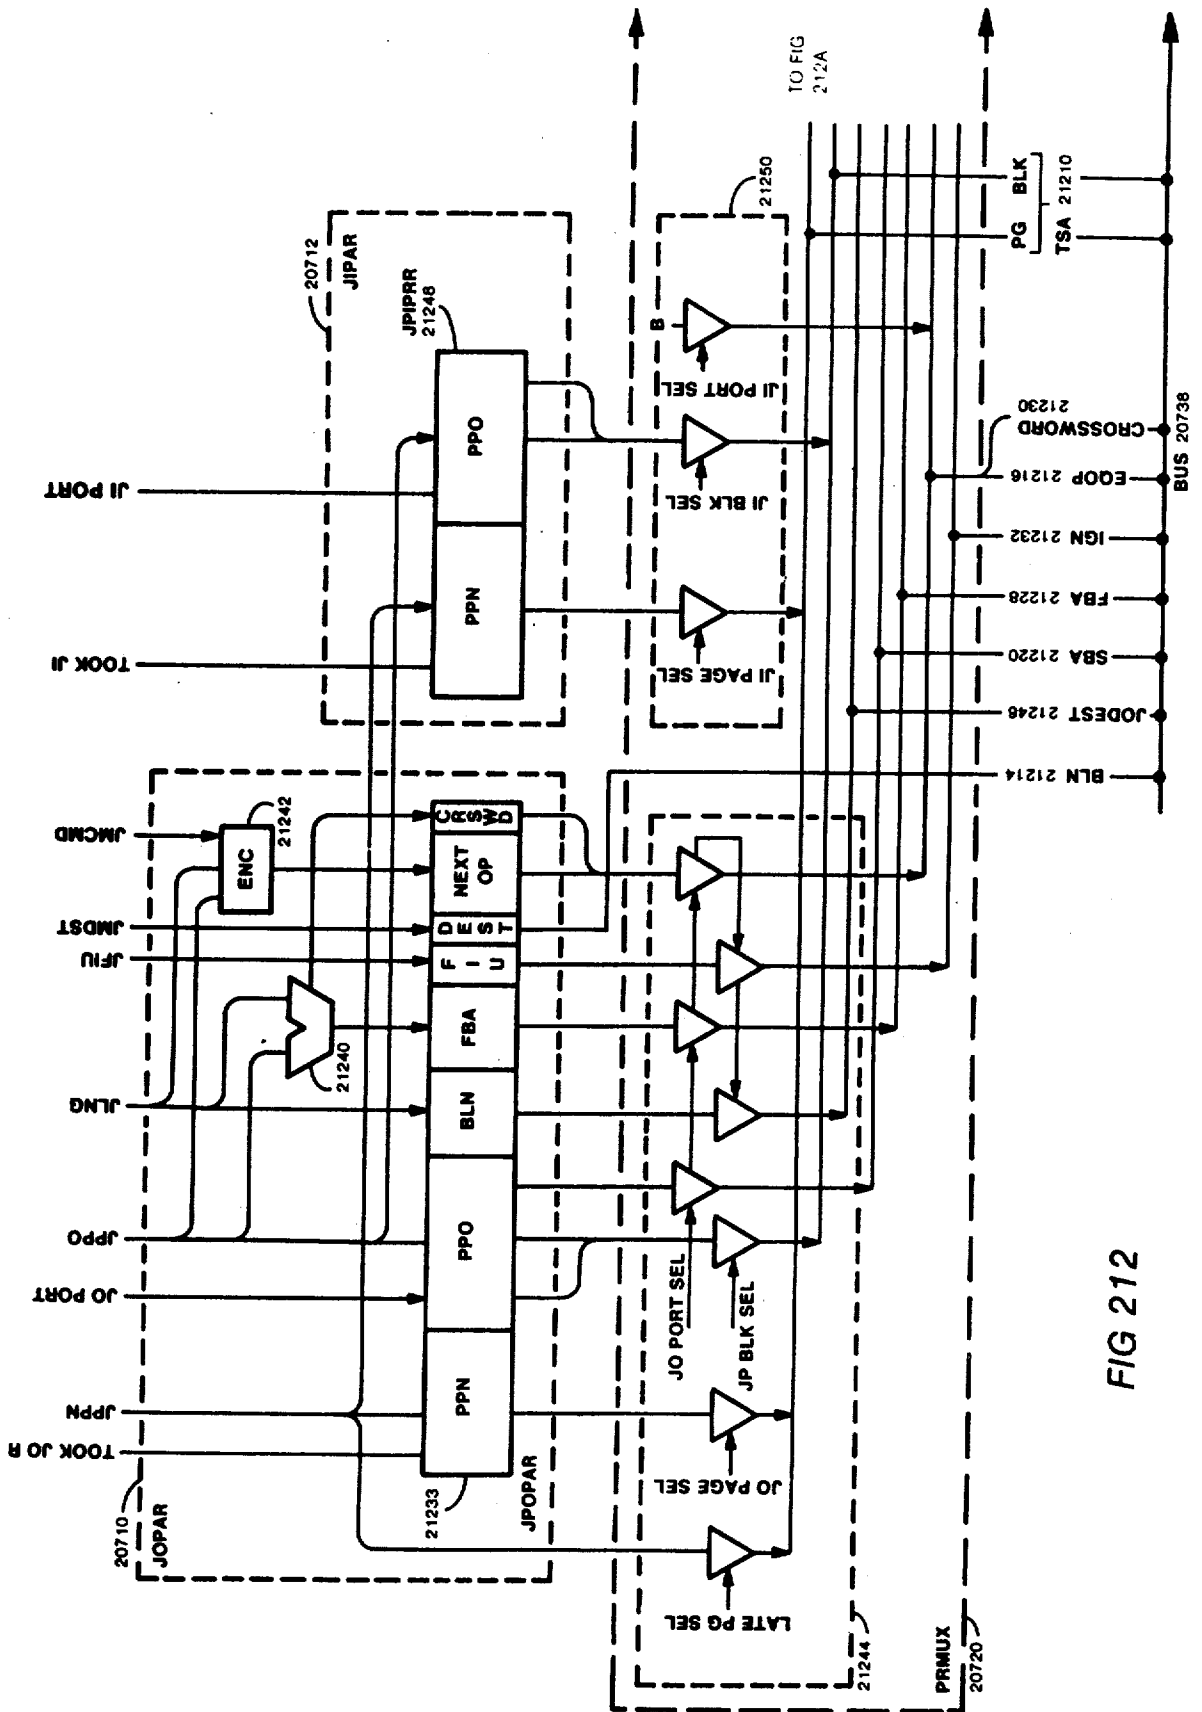 TOOK JO R
JPPN
JO PORT
JPPO
JLNG
JFIU
JMDST
JMCMD
TOOK JI
JI PORT
20710
JOPAR
ENC
21242
21240
20712
JIPAR
PPN
PPO
BLN
FBA
FIU
DEST
NEXT
OP
CRSWD
21233
JPOPAR
PPN
PPO
JPIPRR
21248
LATE PG SEL
JO PAGE SEL
JO PORT SEL
JP BLK SEL
JI PAGE SEL
JI BLK SEL
JI PORT SEL
B
21250
TO FIG
212A
21244
PRMUX
20720
BLN 21214
JODEST 21246
SBA 21220
FBA 21228
IGN 21232
EQOP 21216
CROSSWORD
21230
PG
BLK
TSA 21210
BUS 20738
FIG 212